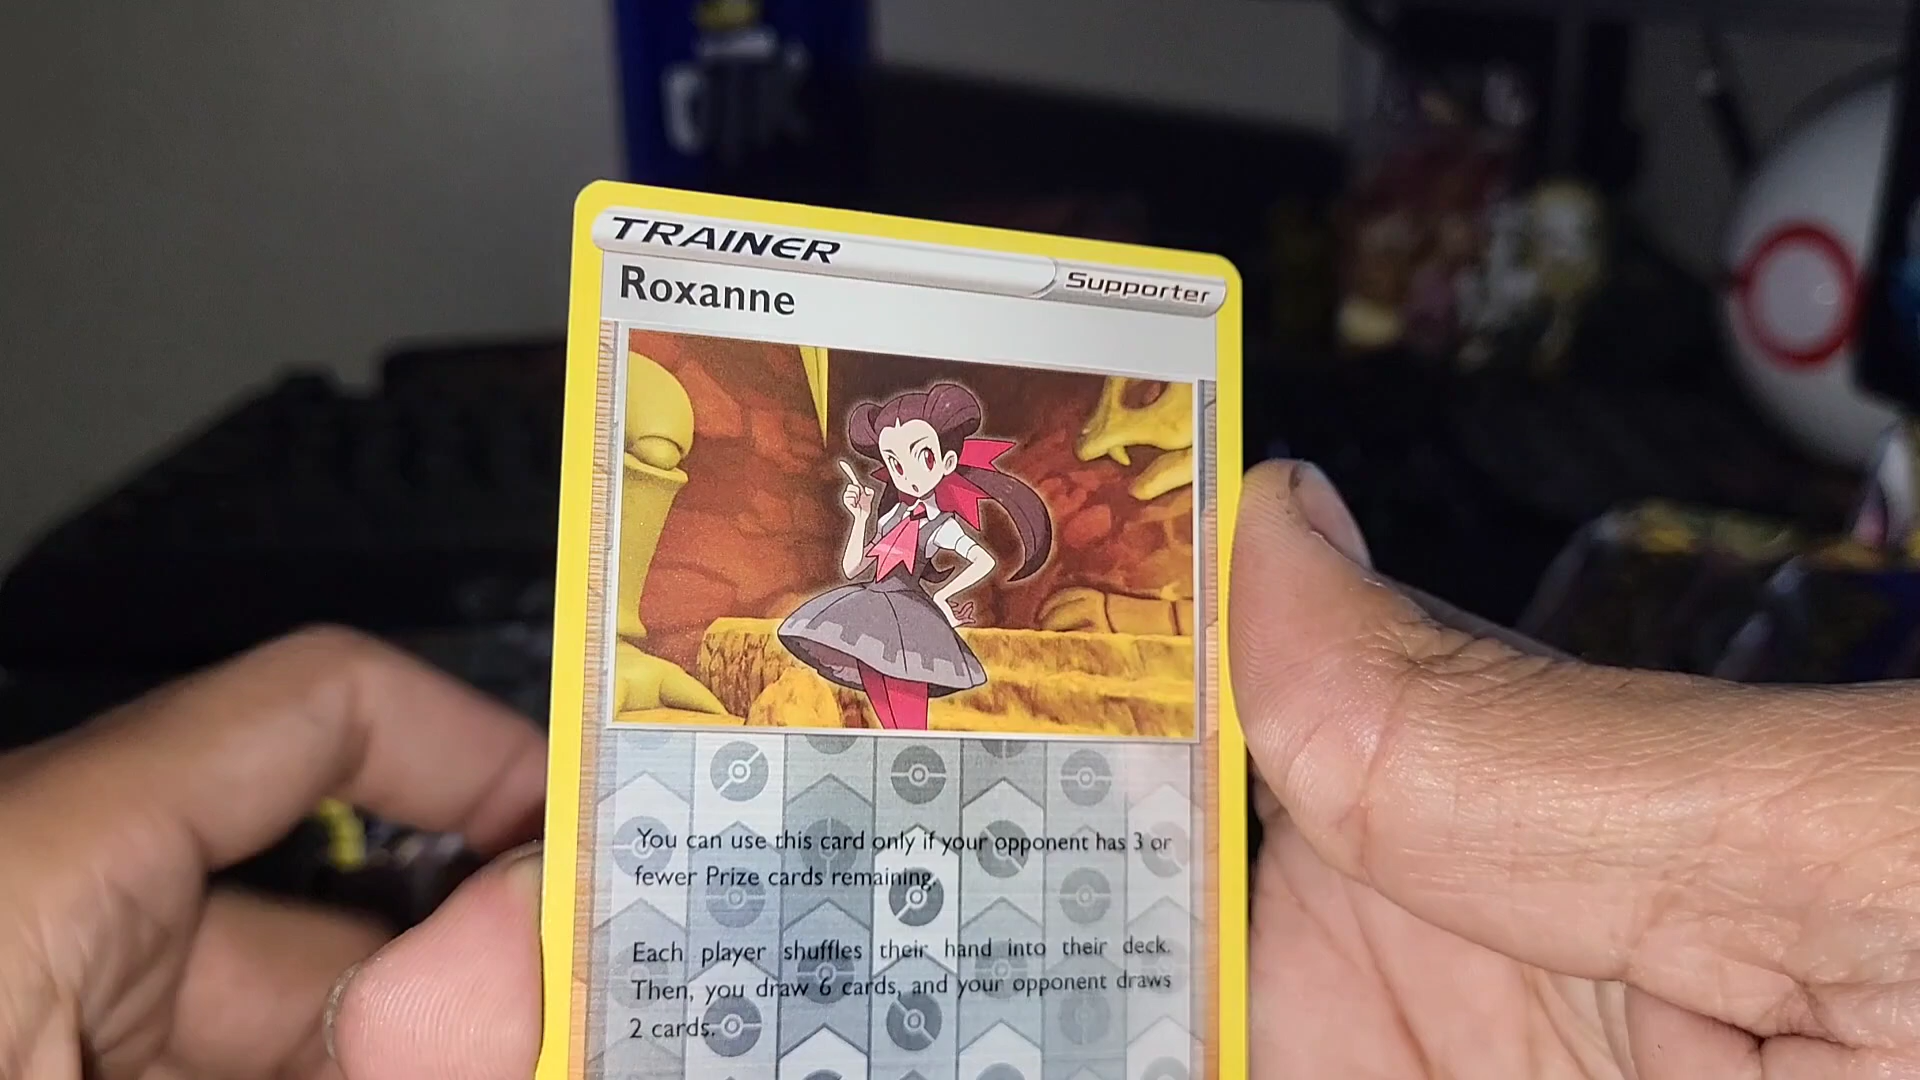 TRAINER
Supporter
Roxanne
You can use this card only if your opponent has 3 or
fewer Prize cards remaining.
Each player shuffles their hand into their deck.
Then, you draw 6 cards, and your opponent draws
2 cards.